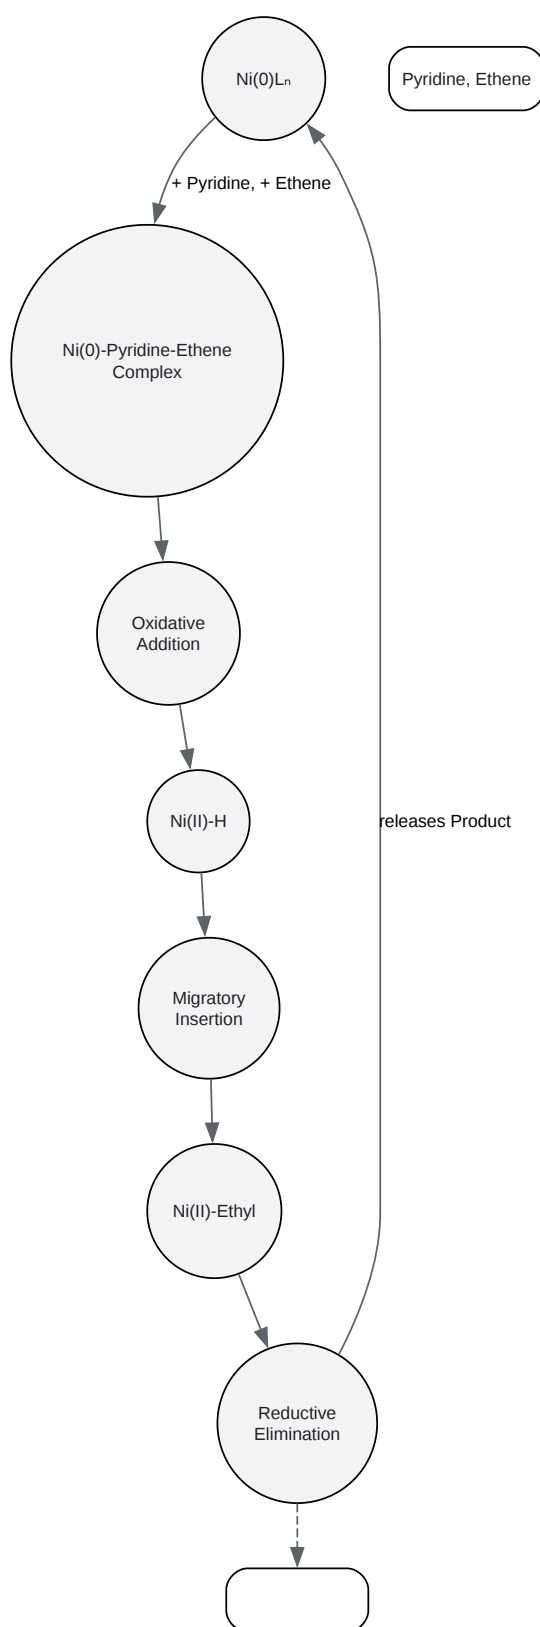 Ni(0)Lₙ
Pyridine, Ethene
+ Pyridine, + Ethene
Ni(0)-Pyridine-Ethene
Complex
Oxidative
Addition
Ni(II)-H
releases Product
Migratory
Insertion
Ni(II)-Ethyl
Reductive
Elimination